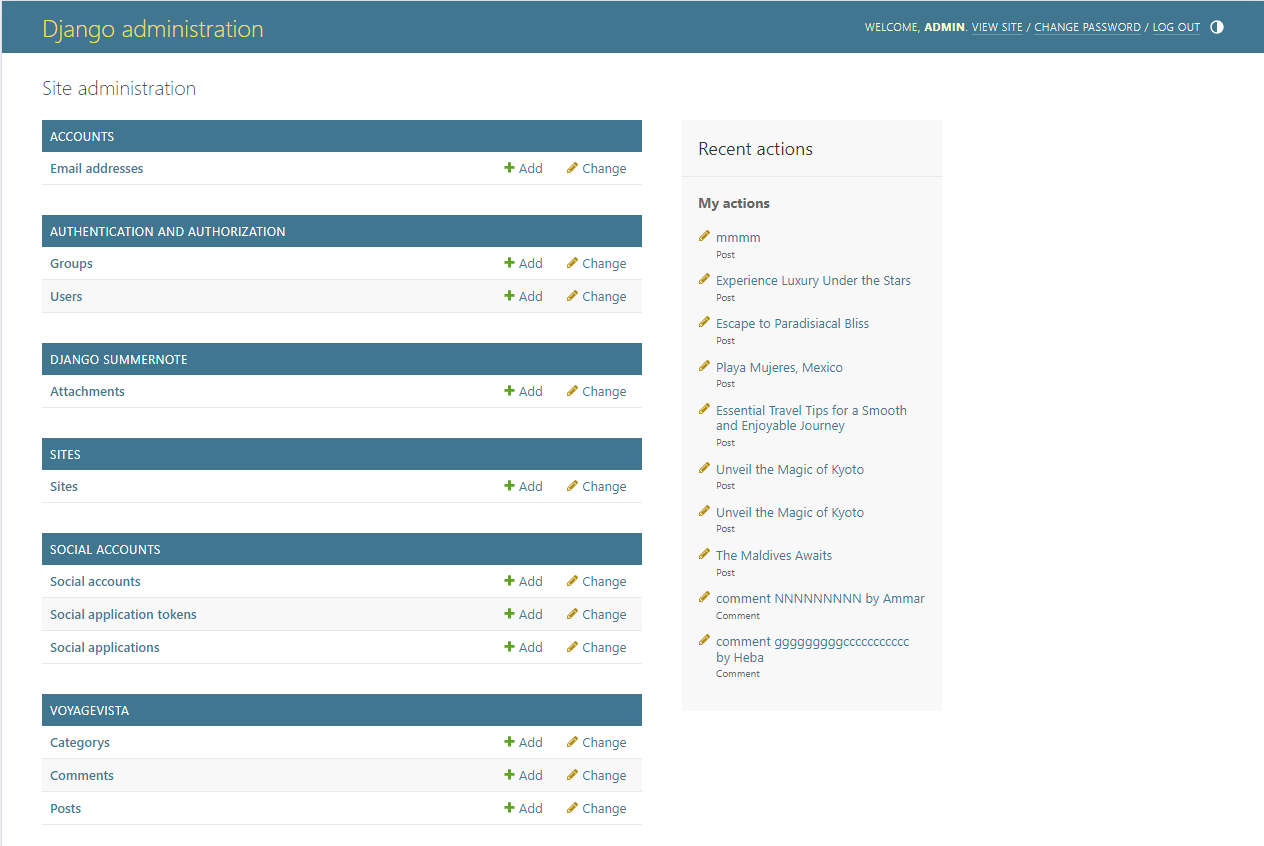 Django administration
WELCOME, ADMIN. VIEW SITE / CHANGE PASSWORD / LOG OUT
Site administration
ACCOUNTS
Email addresses Add Change
AUTHENTICATION AND AUTHORIZATION
Groups Add Change
Users Add Change
DJANGO SUMMERNOTE
Attachments Add Change
SITES
Sites Add Change
SOCIAL ACCOUNTS
Social accounts Add Change
Social application tokens Add Change
Social applications Add Change
VOYAGEVISTA
Categorys Add Change
Comments Add Change
Posts Add Change
Recent actions
My actions
mmmm
Post
Experience Luxury Under the Stars
Post
Escape to Paradisiacal Bliss
Post
Playa Mujeres, Mexico
Post
Essential Travel Tips for a Smooth
and Enjoyable Journey
Post
Unveil the Magic of Kyoto
Post
Unveil the Magic of Kyoto
Post
The Maldives Awaits
Post
comment NNNNNNNNN by Ammar
Comment
comment gggggggggccccccccccc
by Heba
Comment